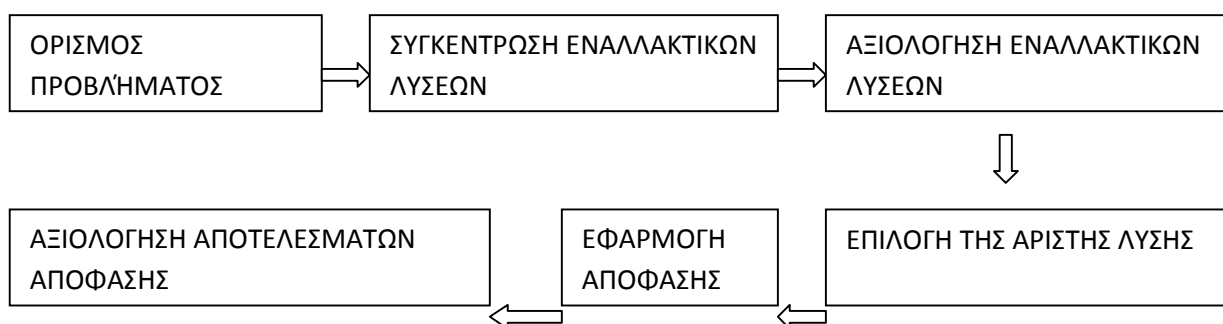 ΟΡΙΣΜΟΣ
ΠΡΟΒΛΉΜΑΤΟΣ
ΣΥΓΚΕΝΤΡΩΣΗ ΕΝΑΛΛΑΚΤΙΚΩΝ
ΛΥΣΕΩΝ
ΑΞΙΟΛΟΓΗΣΗ ΕΝΑΛΛΑΚΤΙΚΩΝ
ΛΥΣΕΩΝ
ΕΠΙΛΟΓΗ ΤΗΣ ΑΡΙΣΤΗΣ ΛΥΣΗΣ
ΕΦΑΡΜΟΓΗ
ΑΠΟΦΑΣΗΣ
ΑΞΙΟΛΟΓΗΣΗ ΑΠΟΤΕΛΕΣΜΑΤΩΝ
ΑΠΟΦΑΣΗΣ